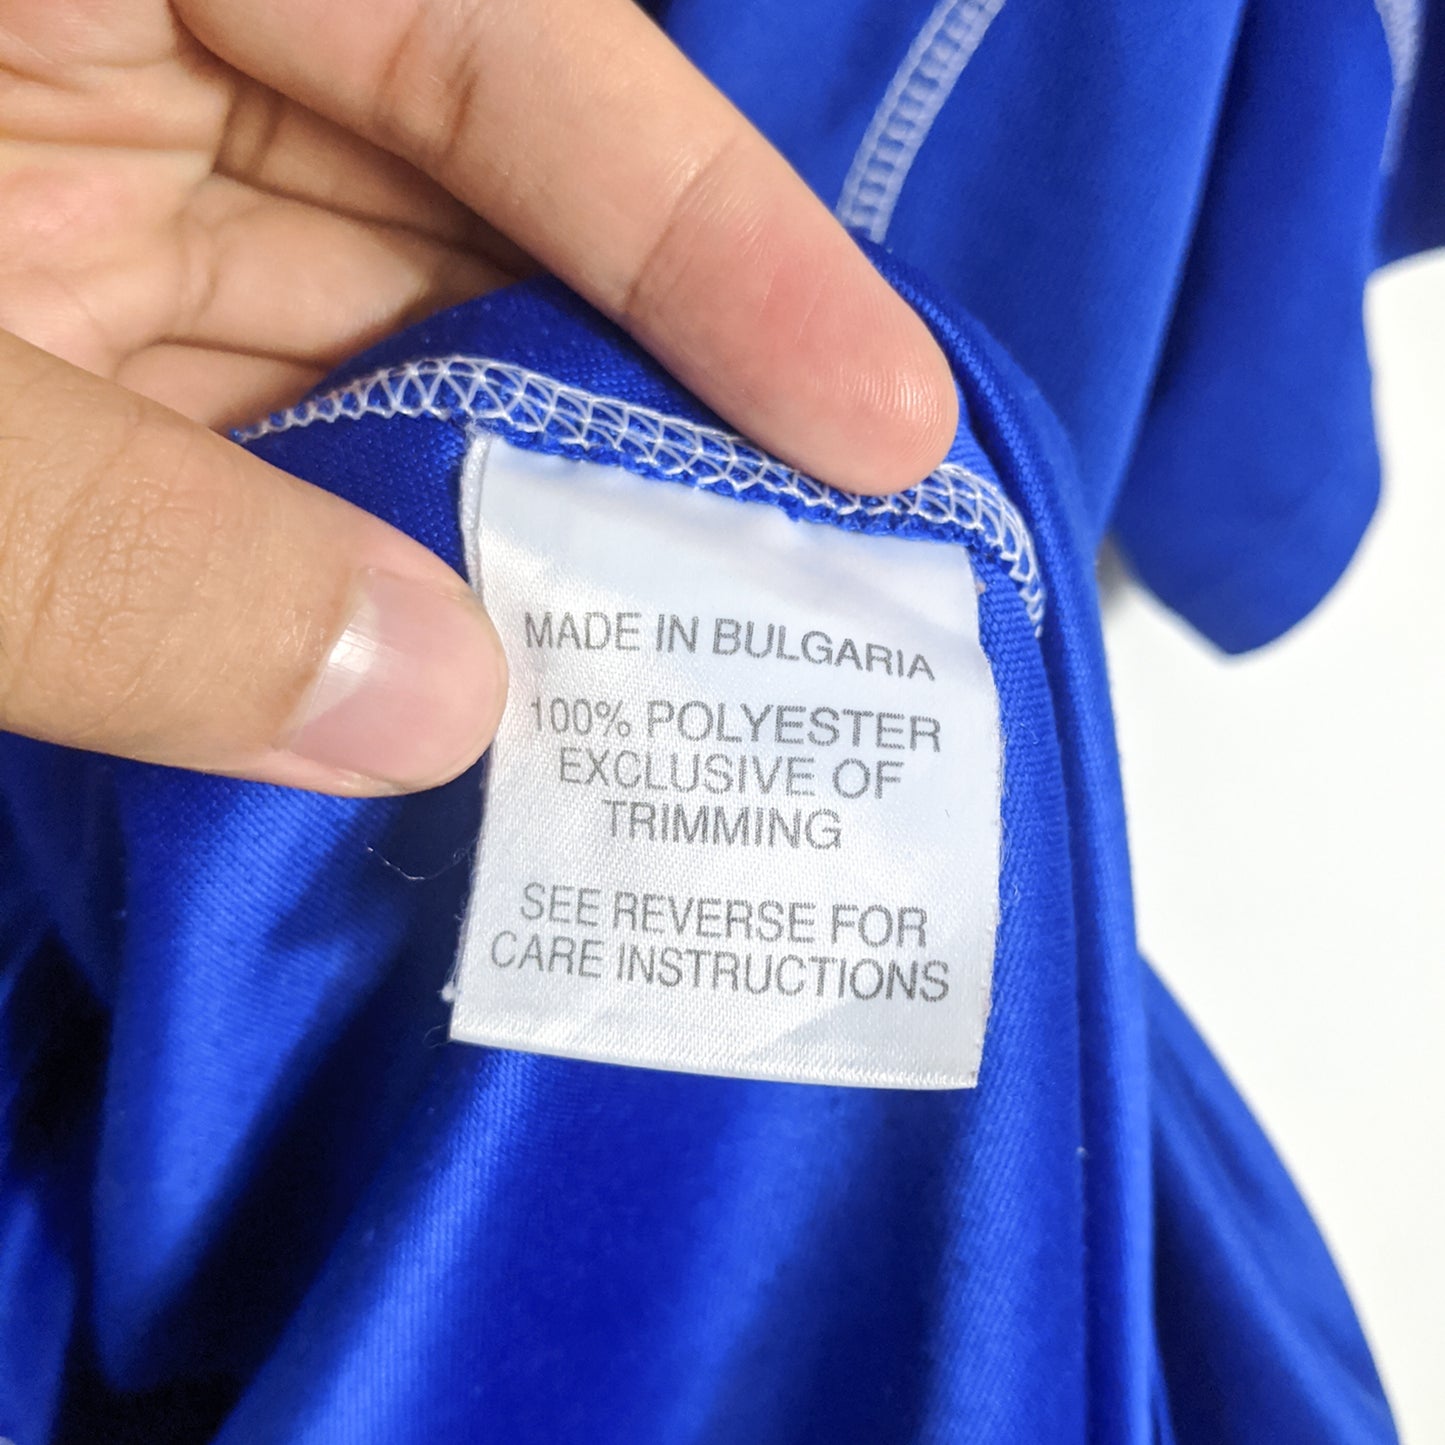 MADE IN BULGARIA
100% POLYESTER
EXCLUSIVE OF
TRIMMING
SEE REVERSE FOR
CARE INSTRUCTIONS